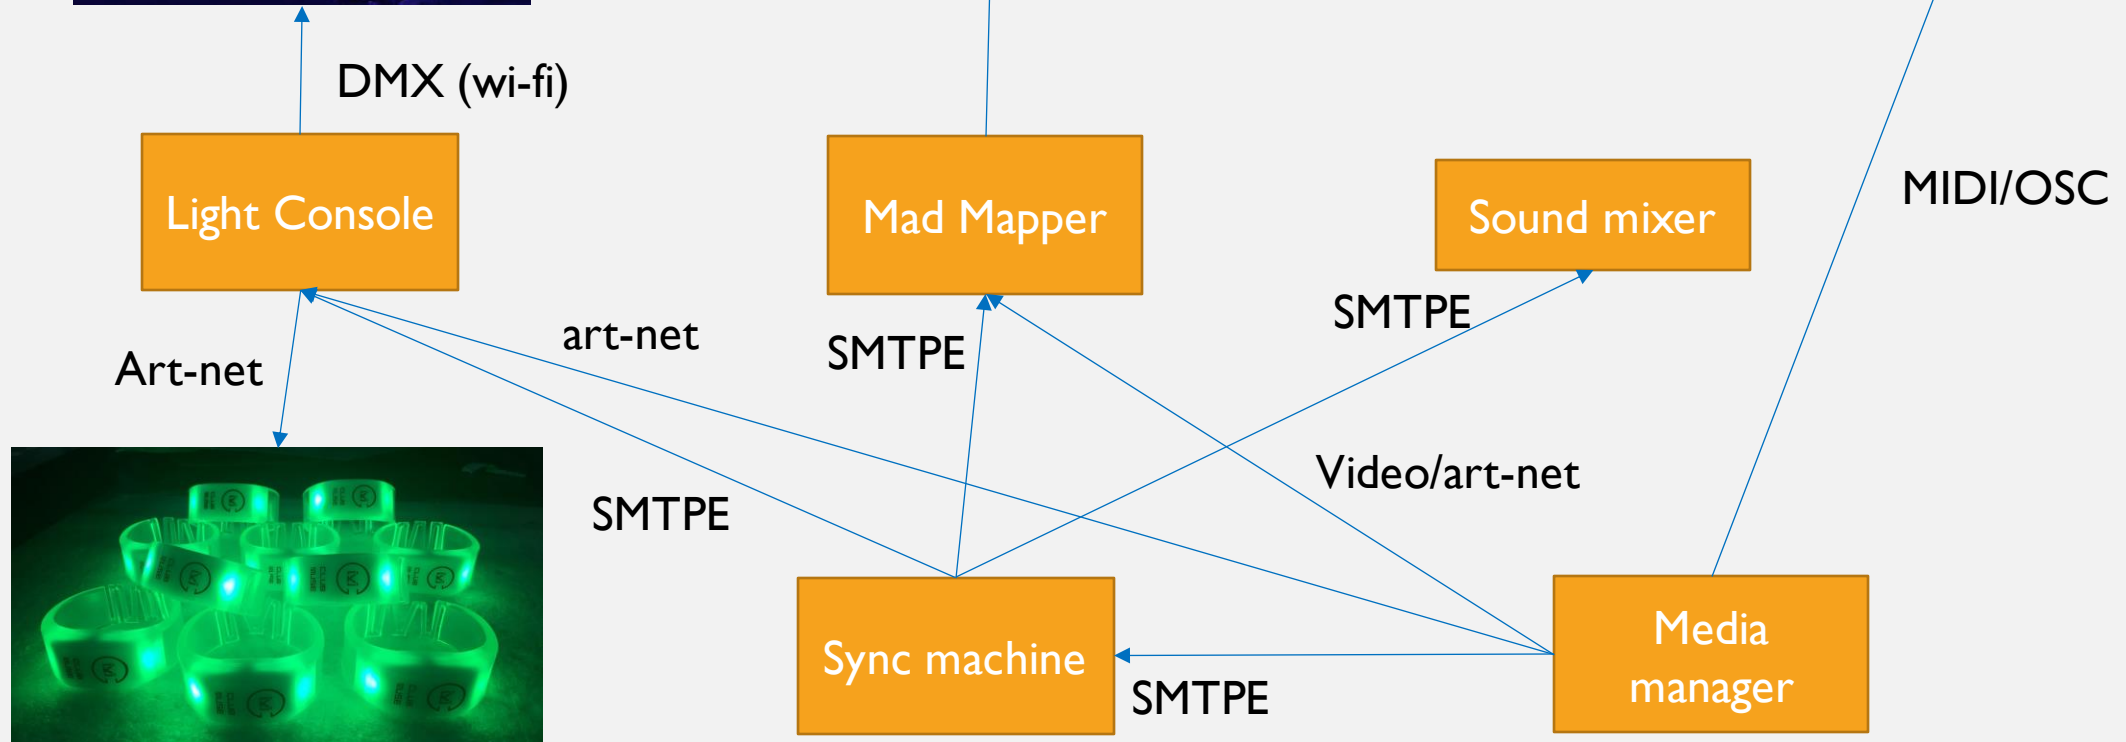 DMX (wi-fi)
Light Console
Mad Mapper
Sound mixer
MIDI/OSC
Art-net
art-net
SMTPE
SMTPE
SMTPE
Video/art-net
Sync machine
SMTPE
Media
manager